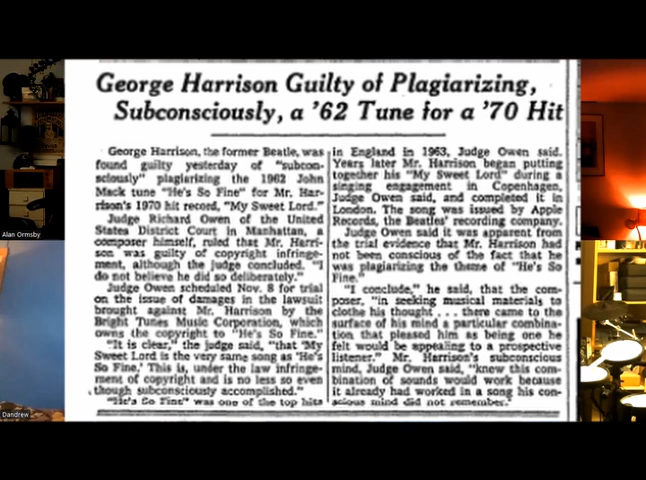 George Harrison Guilty of Plagiarizing,
Subconsciously, a '62 Tune for a '70 Hit
George Harrison, the former Beatle, was
found guilty yesterday of "subcon-
sciously" plagiarizing the 1962 John
Mack tune "He's So Fine" for Mr. Har-
rison's 1970 hit record, "My Sweet Lord."
Judge Richard Owen of the United
States District Court in Manhattan, a
composer himself, ruled that Mr. Harri-
son was guilty of copyright infringe-
ment, although the judge concluded. "I
do not believe he did so deliberately."
Judge Owen scheduled Nov. 8 for trial
on the issue of damages in the lawsuit
brought against Mr. Harrison by the
Bright Tunes Music Corporation, which
owns the copyright to "He's So Fine."
"It is clear," the judge said, "that 'My
Sweet Lord is the very same song as 'He's
So Fine.' This is, under the law infringe-
ment of copyright and is no less so even
though subconsciously accomplished."
"He's So Fine" was one of the top hits
in England in 1963, Judge Owen said.
Years later Mr. Harrison began putting
together his "My Sweet Lord" during a
singing engagement in Copenhagen,
Judge Owen said, and completed it in
London. The song was issued by Apple
Records, the Beatles' recording company.
Judge Owen said it was apparent from
the trial evidence that Mr. Harrison had
not been conscious of the fact that he
was plagiarizing the theme of "He's So
Fine."
"I conclude," he said, that the com-
poser, "in seeking musical materials to
clothe his thought . . . there came to the
surface of his mind a particular combina-
tion that pleased him as being one he
felt would be appealing to a prospective
listener." Mr. Harrison's subconscious
mind, Judge Owen said, "knew this com-
bination of sounds would work because
it already had worked in a song his con-
scious mind did not remember."
Alan Ormsby
Dandrew